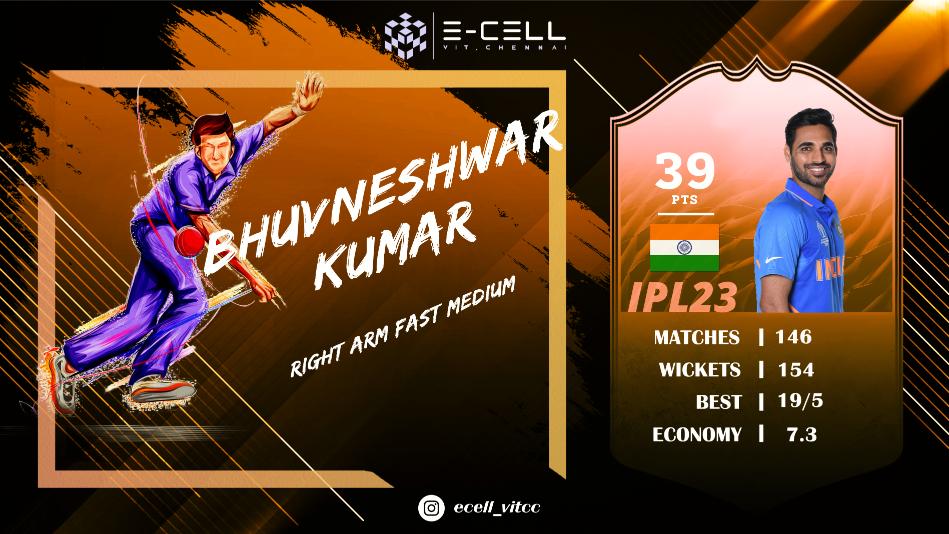 E-CELL
VIT, CHENNAI
BHUVNESHWAR
KUMAR
RIGHT ARM FAST MEDIUM
39
PTS
IPL23
MATCHES | 146
WICKETS | 154
BEST | 19/5
ECONOMY | 7.3
ecell_vitcc